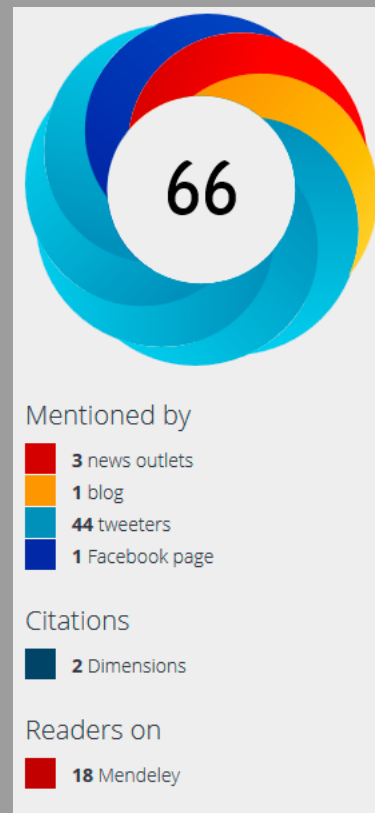 66
Mentioned by
3 news outlets
1 blog
44 tweeters
1 Facebook page
Citations
2 Dimensions
Readers on
18 Mendeley